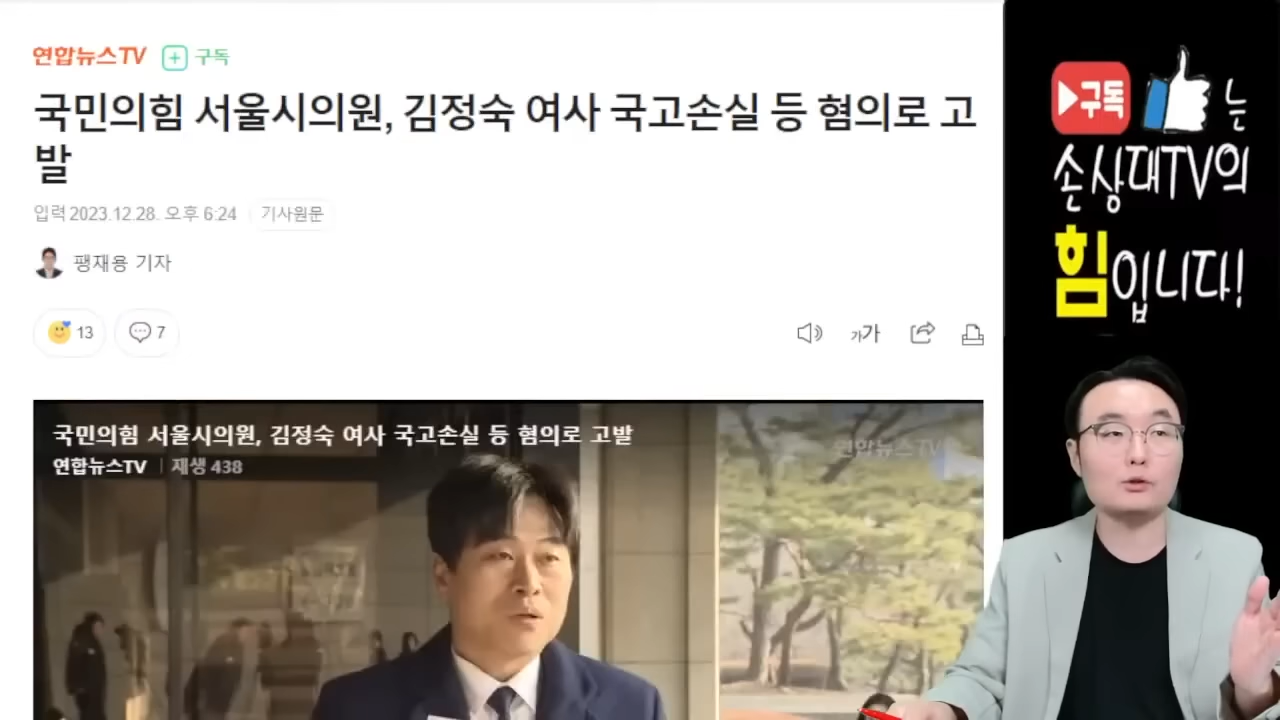 연합뉴스TV + 구독
국민의힘 서울시의원, 김정숙 여사 국고손실 등 혐의로 고
발
입력 2023.12.28. 오후 6:24 기사원문
팽재용 기자
13 7
가가
국민의힘 서울시의원, 김정숙 여사 국고손실 등 혐의로 고발
연합뉴스TV | 재생 438
연합뉴스TV
구독 는
손상대TV의
힘입니다!